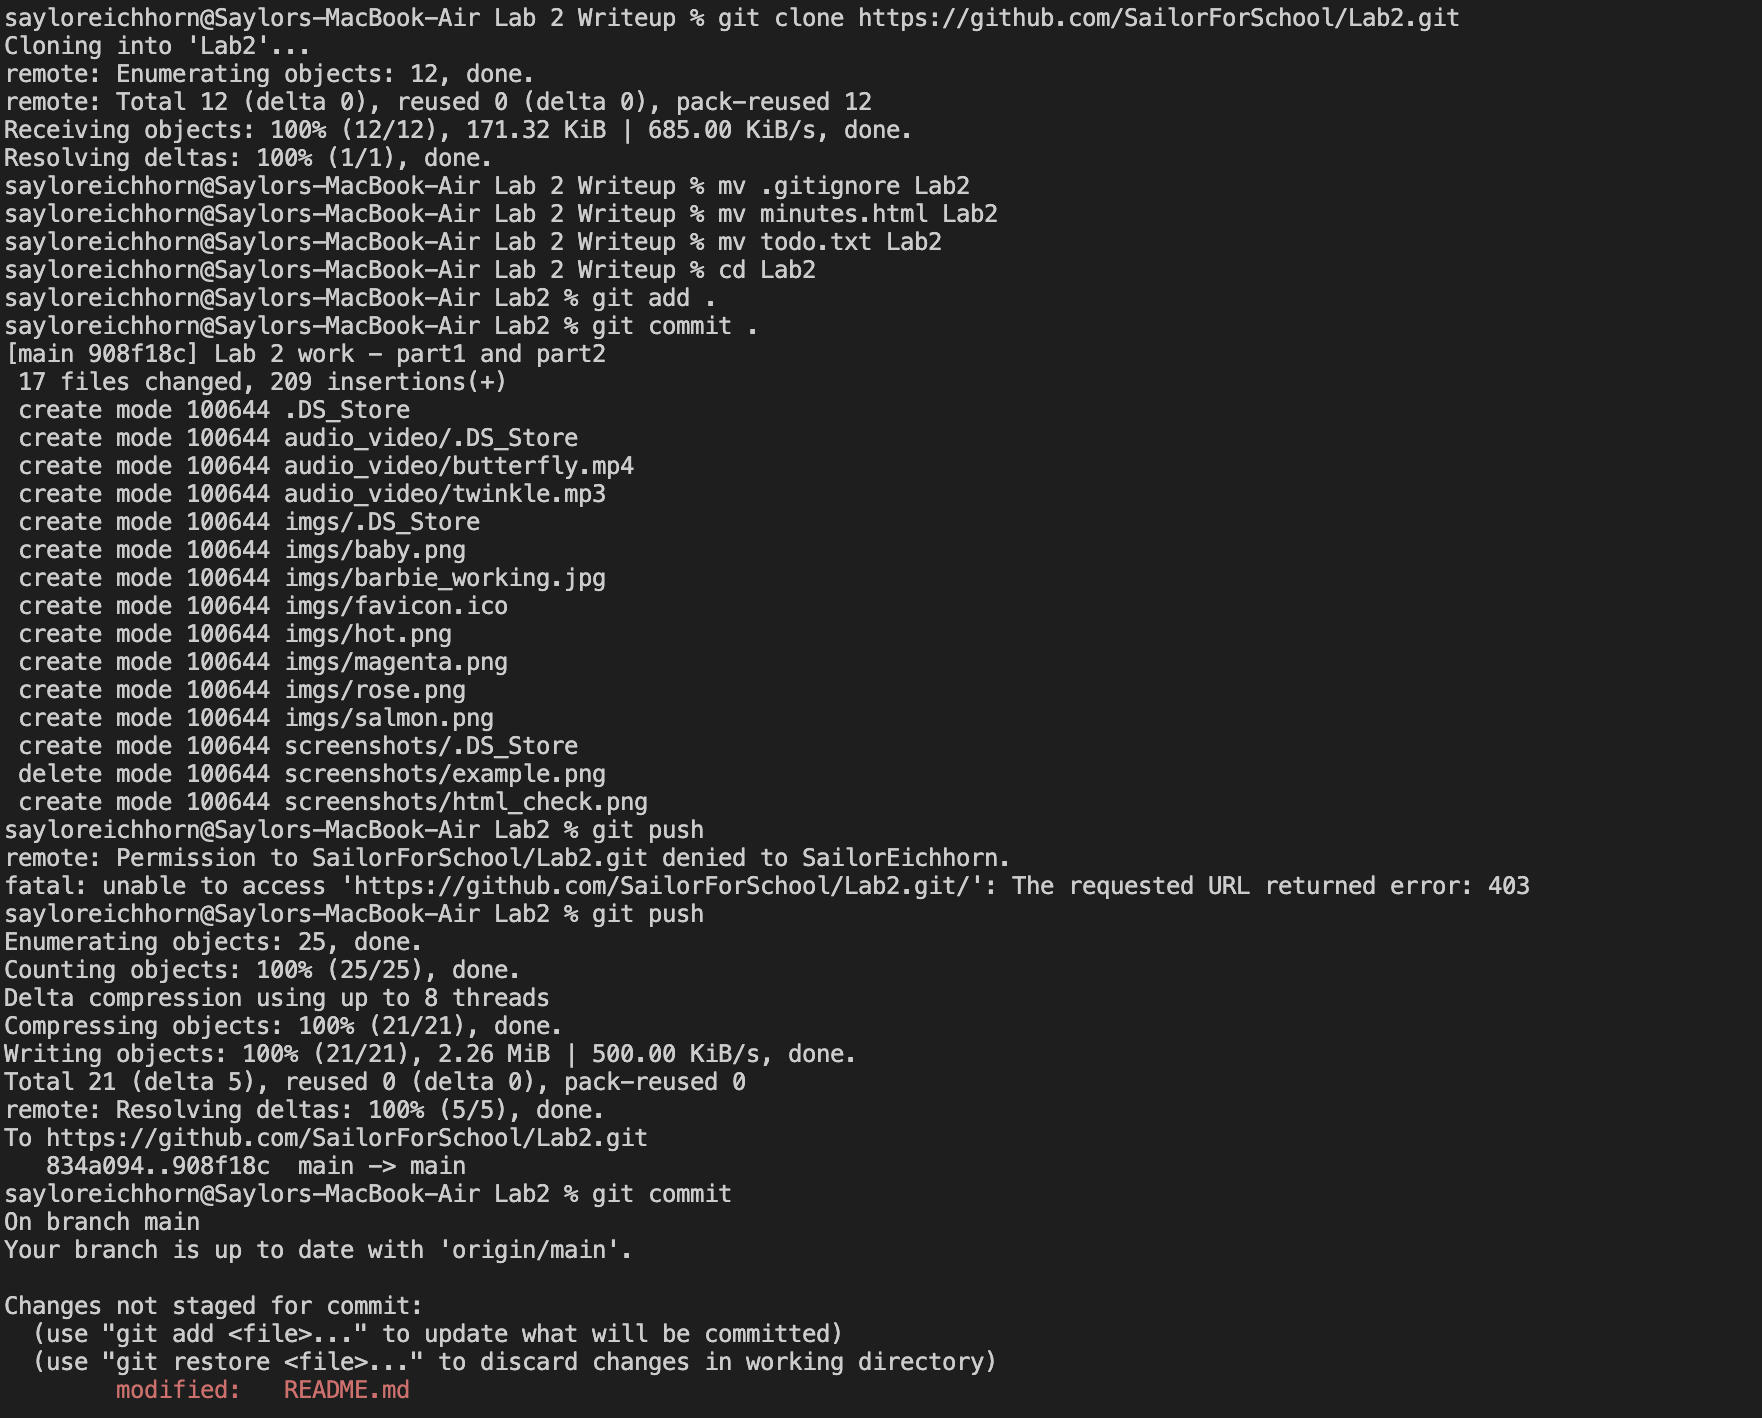 sayloreichhorn@Saylors-MacBook-Air Lab 2 Writeup % git clone https://github.com/SailorForSchool/Lab2.git
Cloning into 'Lab2'...
remote: Enumerating objects: 12, done.
remote: Total 12 (delta 0), reused 0 (delta 0), pack-reused 12
Receiving objects: 100% (12/12), 171.32 KiB | 685.00 KiB/s, done.
Resolving deltas: 100% (1/1), done.
sayloreichhorn@Saylors-MacBook-Air Lab 2 Writeup % mv .gitignore Lab2
sayloreichhorn@Saylors-MacBook-Air Lab 2 Writeup % mv minutes.html Lab2
sayloreichhorn@Saylors-MacBook-Air Lab 2 Writeup % mv todo.txt Lab2
sayloreichhorn@Saylors-MacBook-Air Lab 2 Writeup % cd Lab2
sayloreichhorn@Saylors-MacBook-Air Lab2 % git add .
sayloreichhorn@Saylors-MacBook-Air Lab2 % git commit .
[main 908f18c] Lab 2 work - part1 and part2
 17 files changed, 209 insertions(+)
 create mode 100644 .DS_Store
 create mode 100644 audio_video/.DS_Store
 create mode 100644 audio_video/butterfly.mp4
 create mode 100644 audio_video/twinkle.mp3
 create mode 100644 imgs/.DS_Store
 create mode 100644 imgs/baby.png
 create mode 100644 imgs/barbie_working.jpg
 create mode 100644 imgs/favicon.ico
 create mode 100644 imgs/hot.png
 create mode 100644 imgs/magenta.png
 create mode 100644 imgs/rose.png
 create mode 100644 imgs/salmon.png
 create mode 100644 screenshots/.DS_Store
 delete mode 100644 screenshots/example.png
 create mode 100644 screenshots/html_check.png
sayloreichhorn@Saylors-MacBook-Air Lab2 % git push
remote: Permission to SailorForSchool/Lab2.git denied to SailorEichhorn.
fatal: unable to access 'https://github.com/SailorForSchool/Lab2.git/': The requested URL returned error: 403
sayloreichhorn@Saylors-MacBook-Air Lab2 % git push
Enumerating objects: 25, done.
Counting objects: 100% (25/25), done.
Delta compression using up to 8 threads
Compressing objects: 100% (21/21), done.
Writing objects: 100% (21/21), 2.26 MiB | 500.00 KiB/s, done.
Total 21 (delta 5), reused 0 (delta 0), pack-reused 0
remote: Resolving deltas: 100% (5/5), done.
To https://github.com/SailorForSchool/Lab2.git
   834a094..908f18c  main -> main
sayloreichhorn@Saylors-MacBook-Air Lab2 % git commit
On branch main
Your branch is up to date with 'origin/main'.

Changes not staged for commit:
  (use "git add <file>..." to update what will be committed)
  (use "git restore <file>..." to discard changes in working directory)
        modified:   README.md